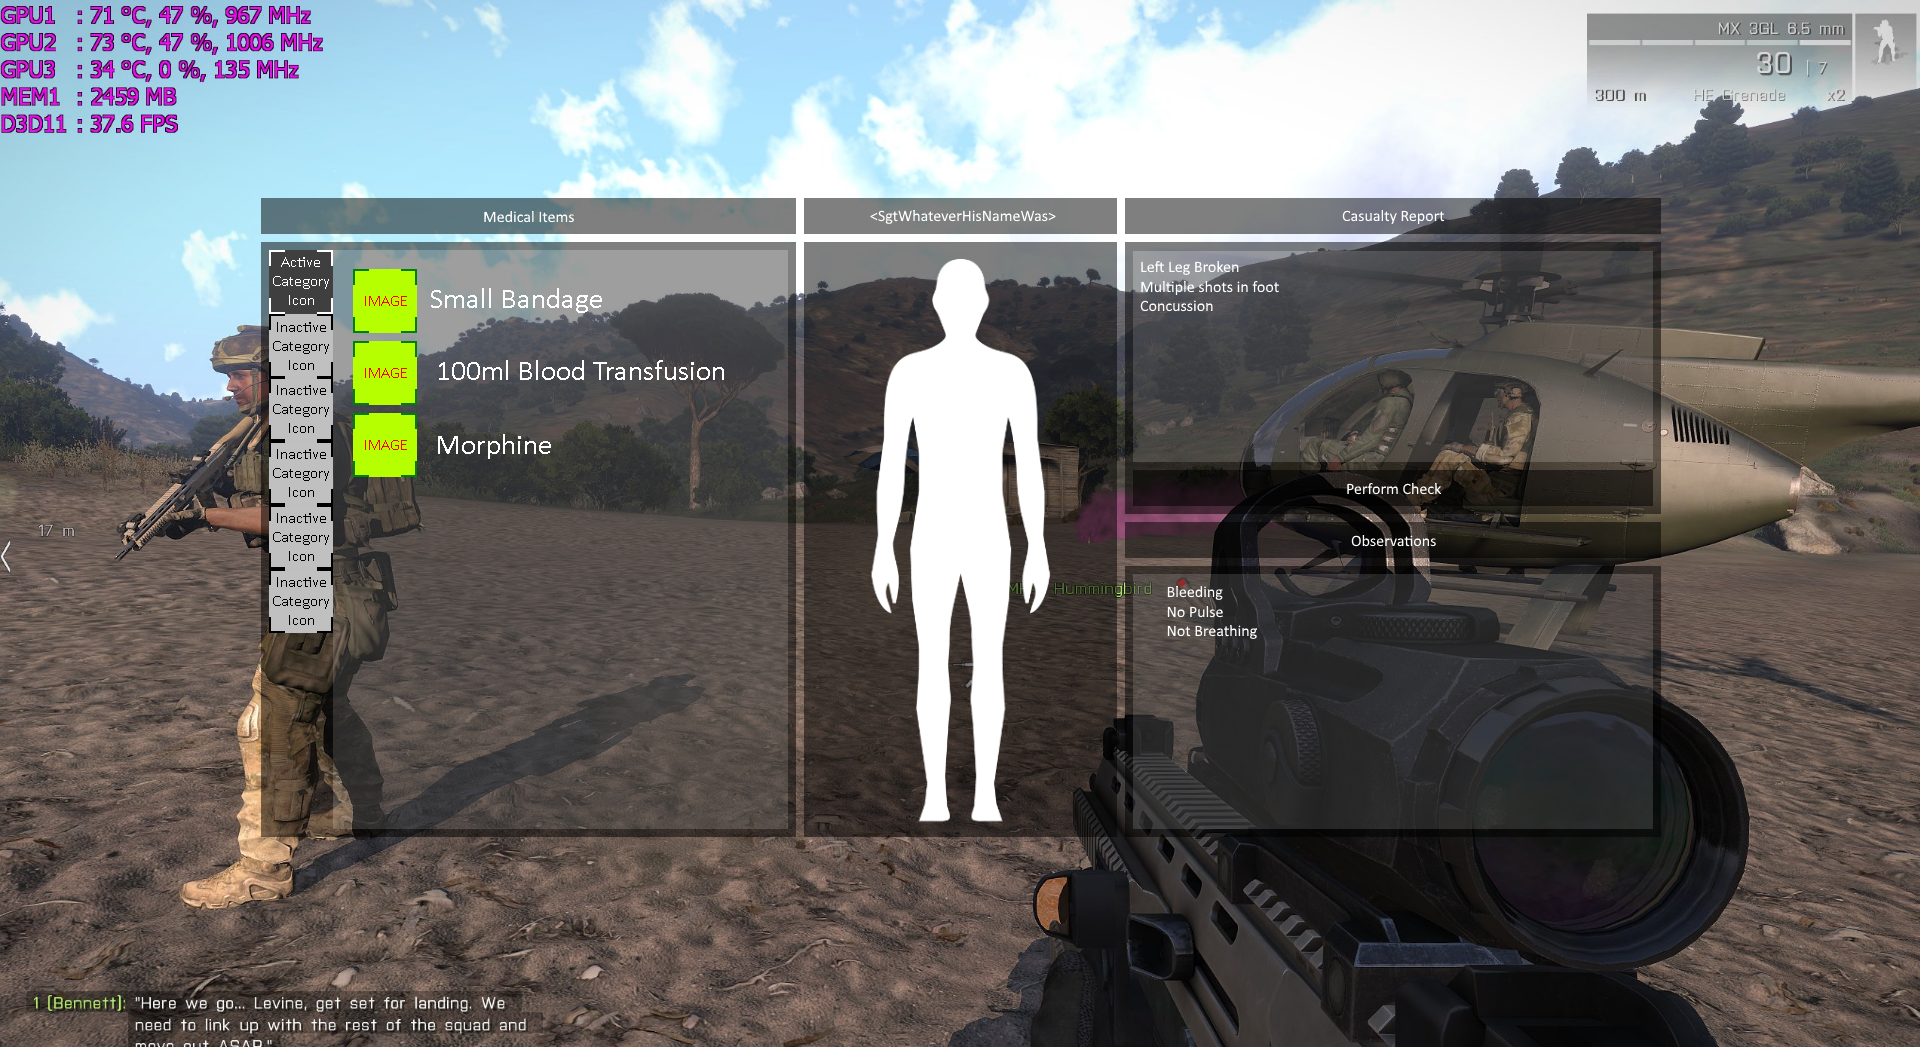 GPU1 : 71 °C, 47 %, 967 MHz
GPU2 : 73 °C, 47 %, 1006 MHz
GPU3 : 34 °C, 0 %, 135 MHz
MEM1 : 2459 MB
D3D11 : 37.6 FPS
MX 3GL 6.5 mm
30 | 7
300 m HE Grenade x2
Medical Items
<SgtWhateverHisNameWas>
Casualty Report
Active
Category
Icon
Inactive
Category
Icon
Inactive
Category
Icon
Inactive
Category
Icon
Inactive
Category
Icon
Inactive
Category
Icon
IMAGE Small Bandage
IMAGE 100ml Blood Transfusion
IMAGE Morphine
Left Leg Broken
Multiple shots in foot
Concussion
Perform Check
Observations
Bleeding
No Pulse
Not Breathing
17 m
Hummingbird
1 (Bennett): "Here we go... Levine, get set for landing. We
need to link up with the rest of the squad and
move out ASAP."